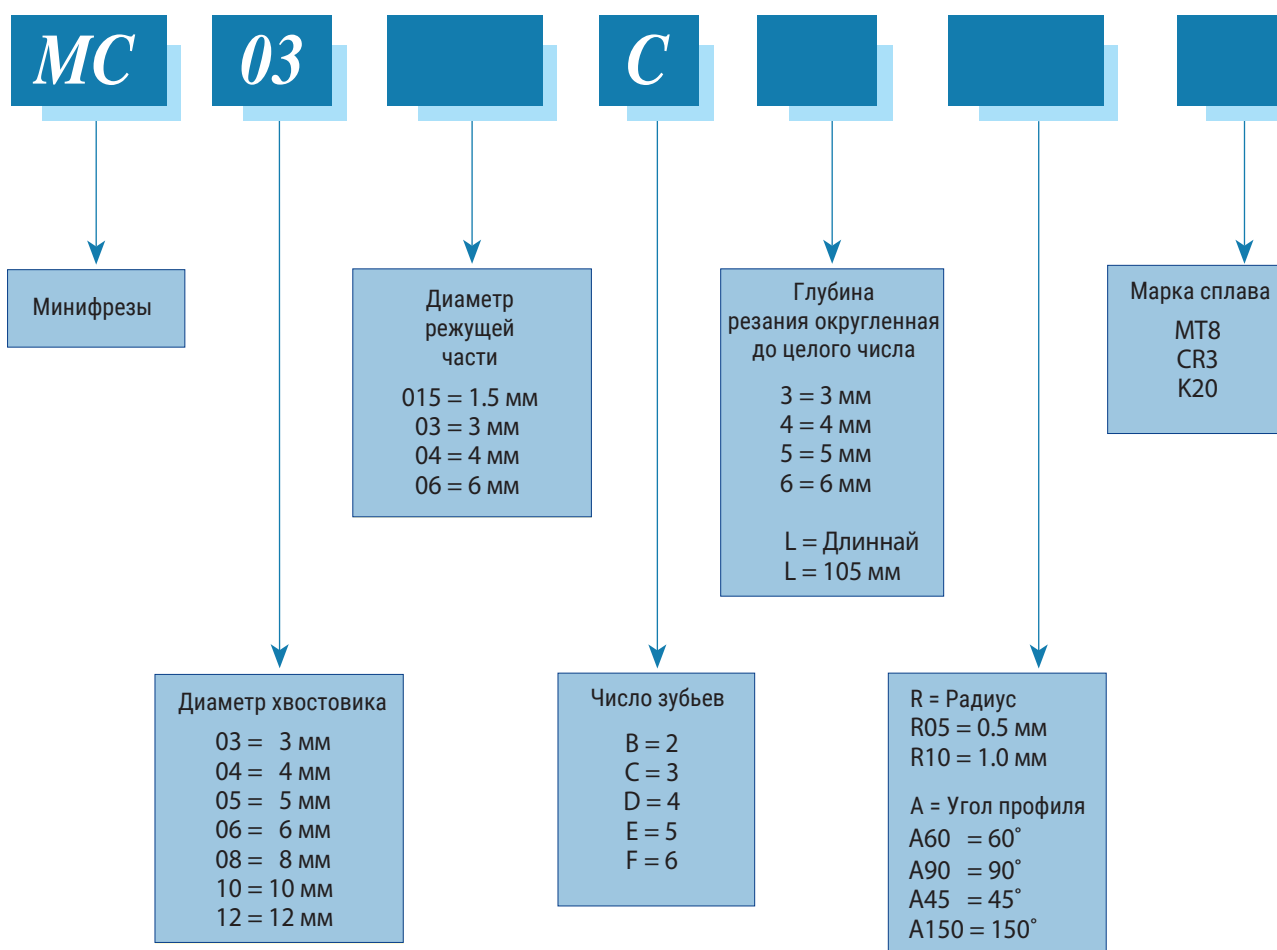 MC 03 C
Минифрезы
Диаметр
режущей
части
015 = 1.5 мм
03 = 3 мм
04 = 4 мм
06 = 6 мм
Глубина
резания округленная
до целого числа
3 = 3 мм
4 = 4 мм
5 = 5 мм
6 = 6 мм
L = Длиннай
L = 105 мм
Марка сплава
MT8
CR3
K20
Диаметр хвостовика
03 = 3 мм
04 = 4 мм
05 = 5 мм
06 = 6 мм
08 = 8 мм
10 = 10 мм
12 = 12 мм
Число зубьев
B = 2
C = 3
D = 4
E = 5
F = 6
R = Радиус
R05 = 0.5 мм
R10 = 1.0 мм
A = Угол профиля
A60 = 60˚
A90 = 90˚
A45 = 45˚
A150 = 150˚